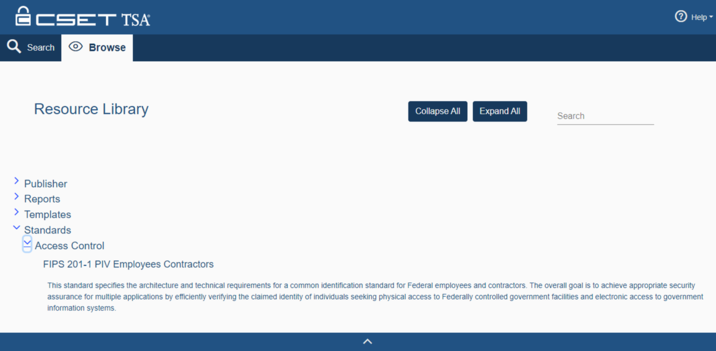 CSET TSA
Help
Search
Browse
Resource Library
Collapse All
Expand All
Search
Publisher
Reports
Templates
Standards
Access Control
FIPS 201-1 PIV Employees Contractors
This standard specifies the architecture and technical requirements for a common identification standard for Federal employees and contractors. The overall goal is to achieve appropriate security
assurance for multiple applications by efficiently verifying the claimed identity of individuals seeking physical access to Federally controlled government facilities and electronic access to government
information systems.